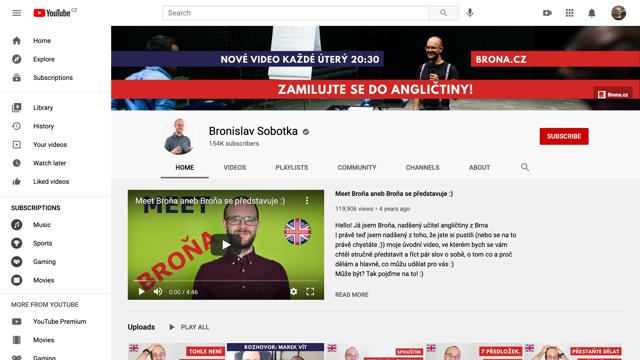 YouTube CZ
Search
NOVÉ VIDEO KAŽDÉ ÚTERÝ 20:30
BRONA.CZ
ZAMILUJTE SE DO ANGLIČTINY!
Brona.cz
Home
Explore
Subscriptions
Library
History
Your videos
Watch later
Liked videos
SUBSCRIPTIONS
Music
Sports
Gaming
Movies
MORE FROM YOUTUBE
YouTube Premium
Movies
Gaming
Bronislav Sobotka
154K subscribers
SUBSCRIBE
HOME VIDEOS PLAYLISTS COMMUNITY CHANNELS ABOUT
Meet Broňa aneb Broňa se představuje :)
MEET
BROŇA
0:00 / 4:46
Meet Broňa aneb Broňa se představuje :)
119,906 views • 4 years ago
Hello! Já jsem Broňa, nadšený učitel angličtiny z Brna
I právě teď jsem nadšený z toho, že jste si pustili (nebo se na to
právě chystáte :)) moje úvodní video, ve kterém bych se vám
chtěl stručně představit a říct pár slov o sobě, o tom co a proč
dělám a hlavně, co můžu udělat pro vás :)
Může být? Tak pojďme na to! :)
READ MORE
Uploads PLAY ALL
TOHLE NENÍ
ROZHOVOR: MAREK VÍT
SPOUŠTÍM
7 PŘEDLOŽEK,
PŘESTAŇTE DĚLAT